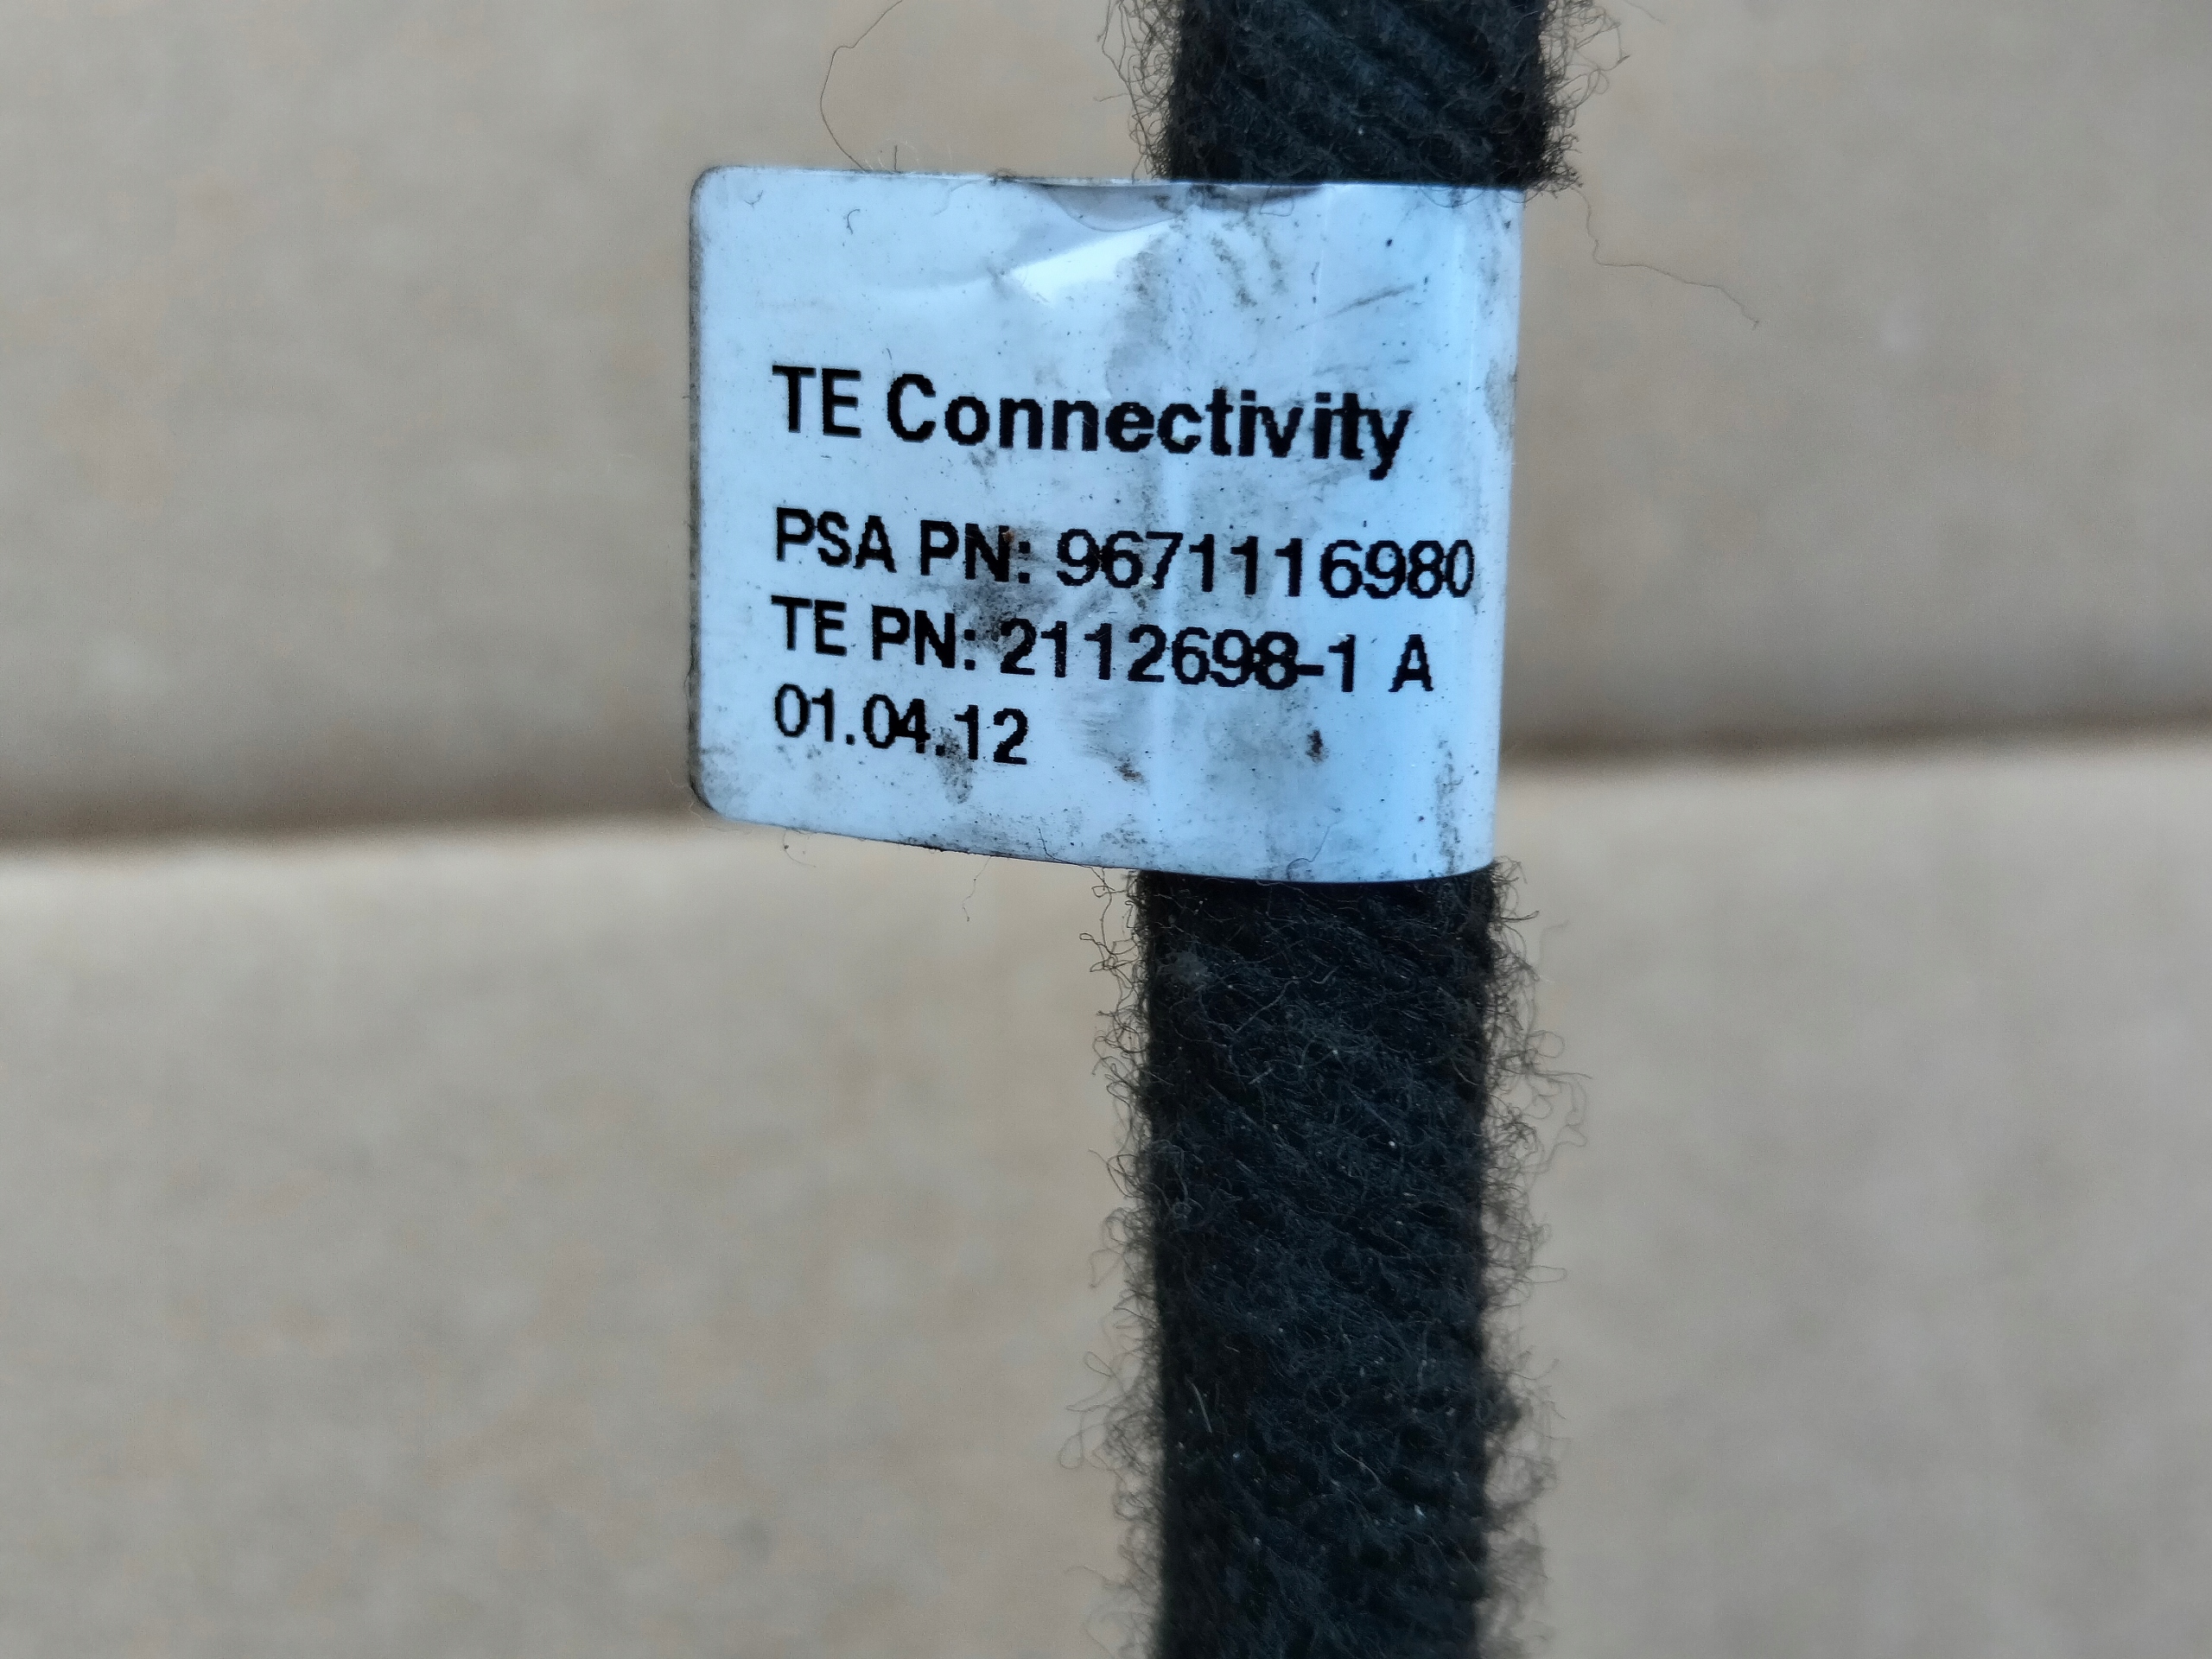 TE Connectivity
PSA PN: 9671116980
TE PN: 2112698-1 A
01.04.12